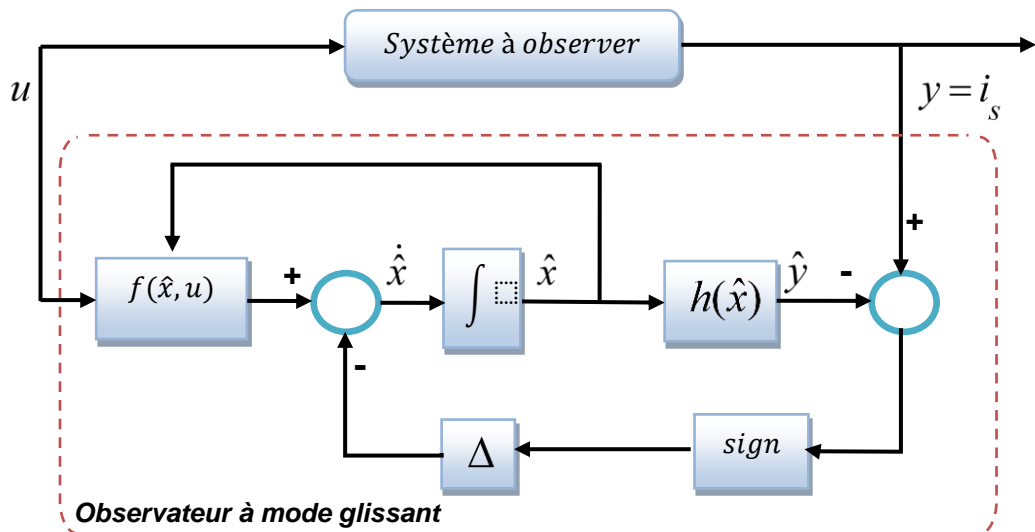 Système à observer
u
y = i_s
+
f(x̂, u)
+
ẋ̂
∫
x̂
h(x̂)
ŷ
-
-
Δ
sign
Observateur à mode glissant